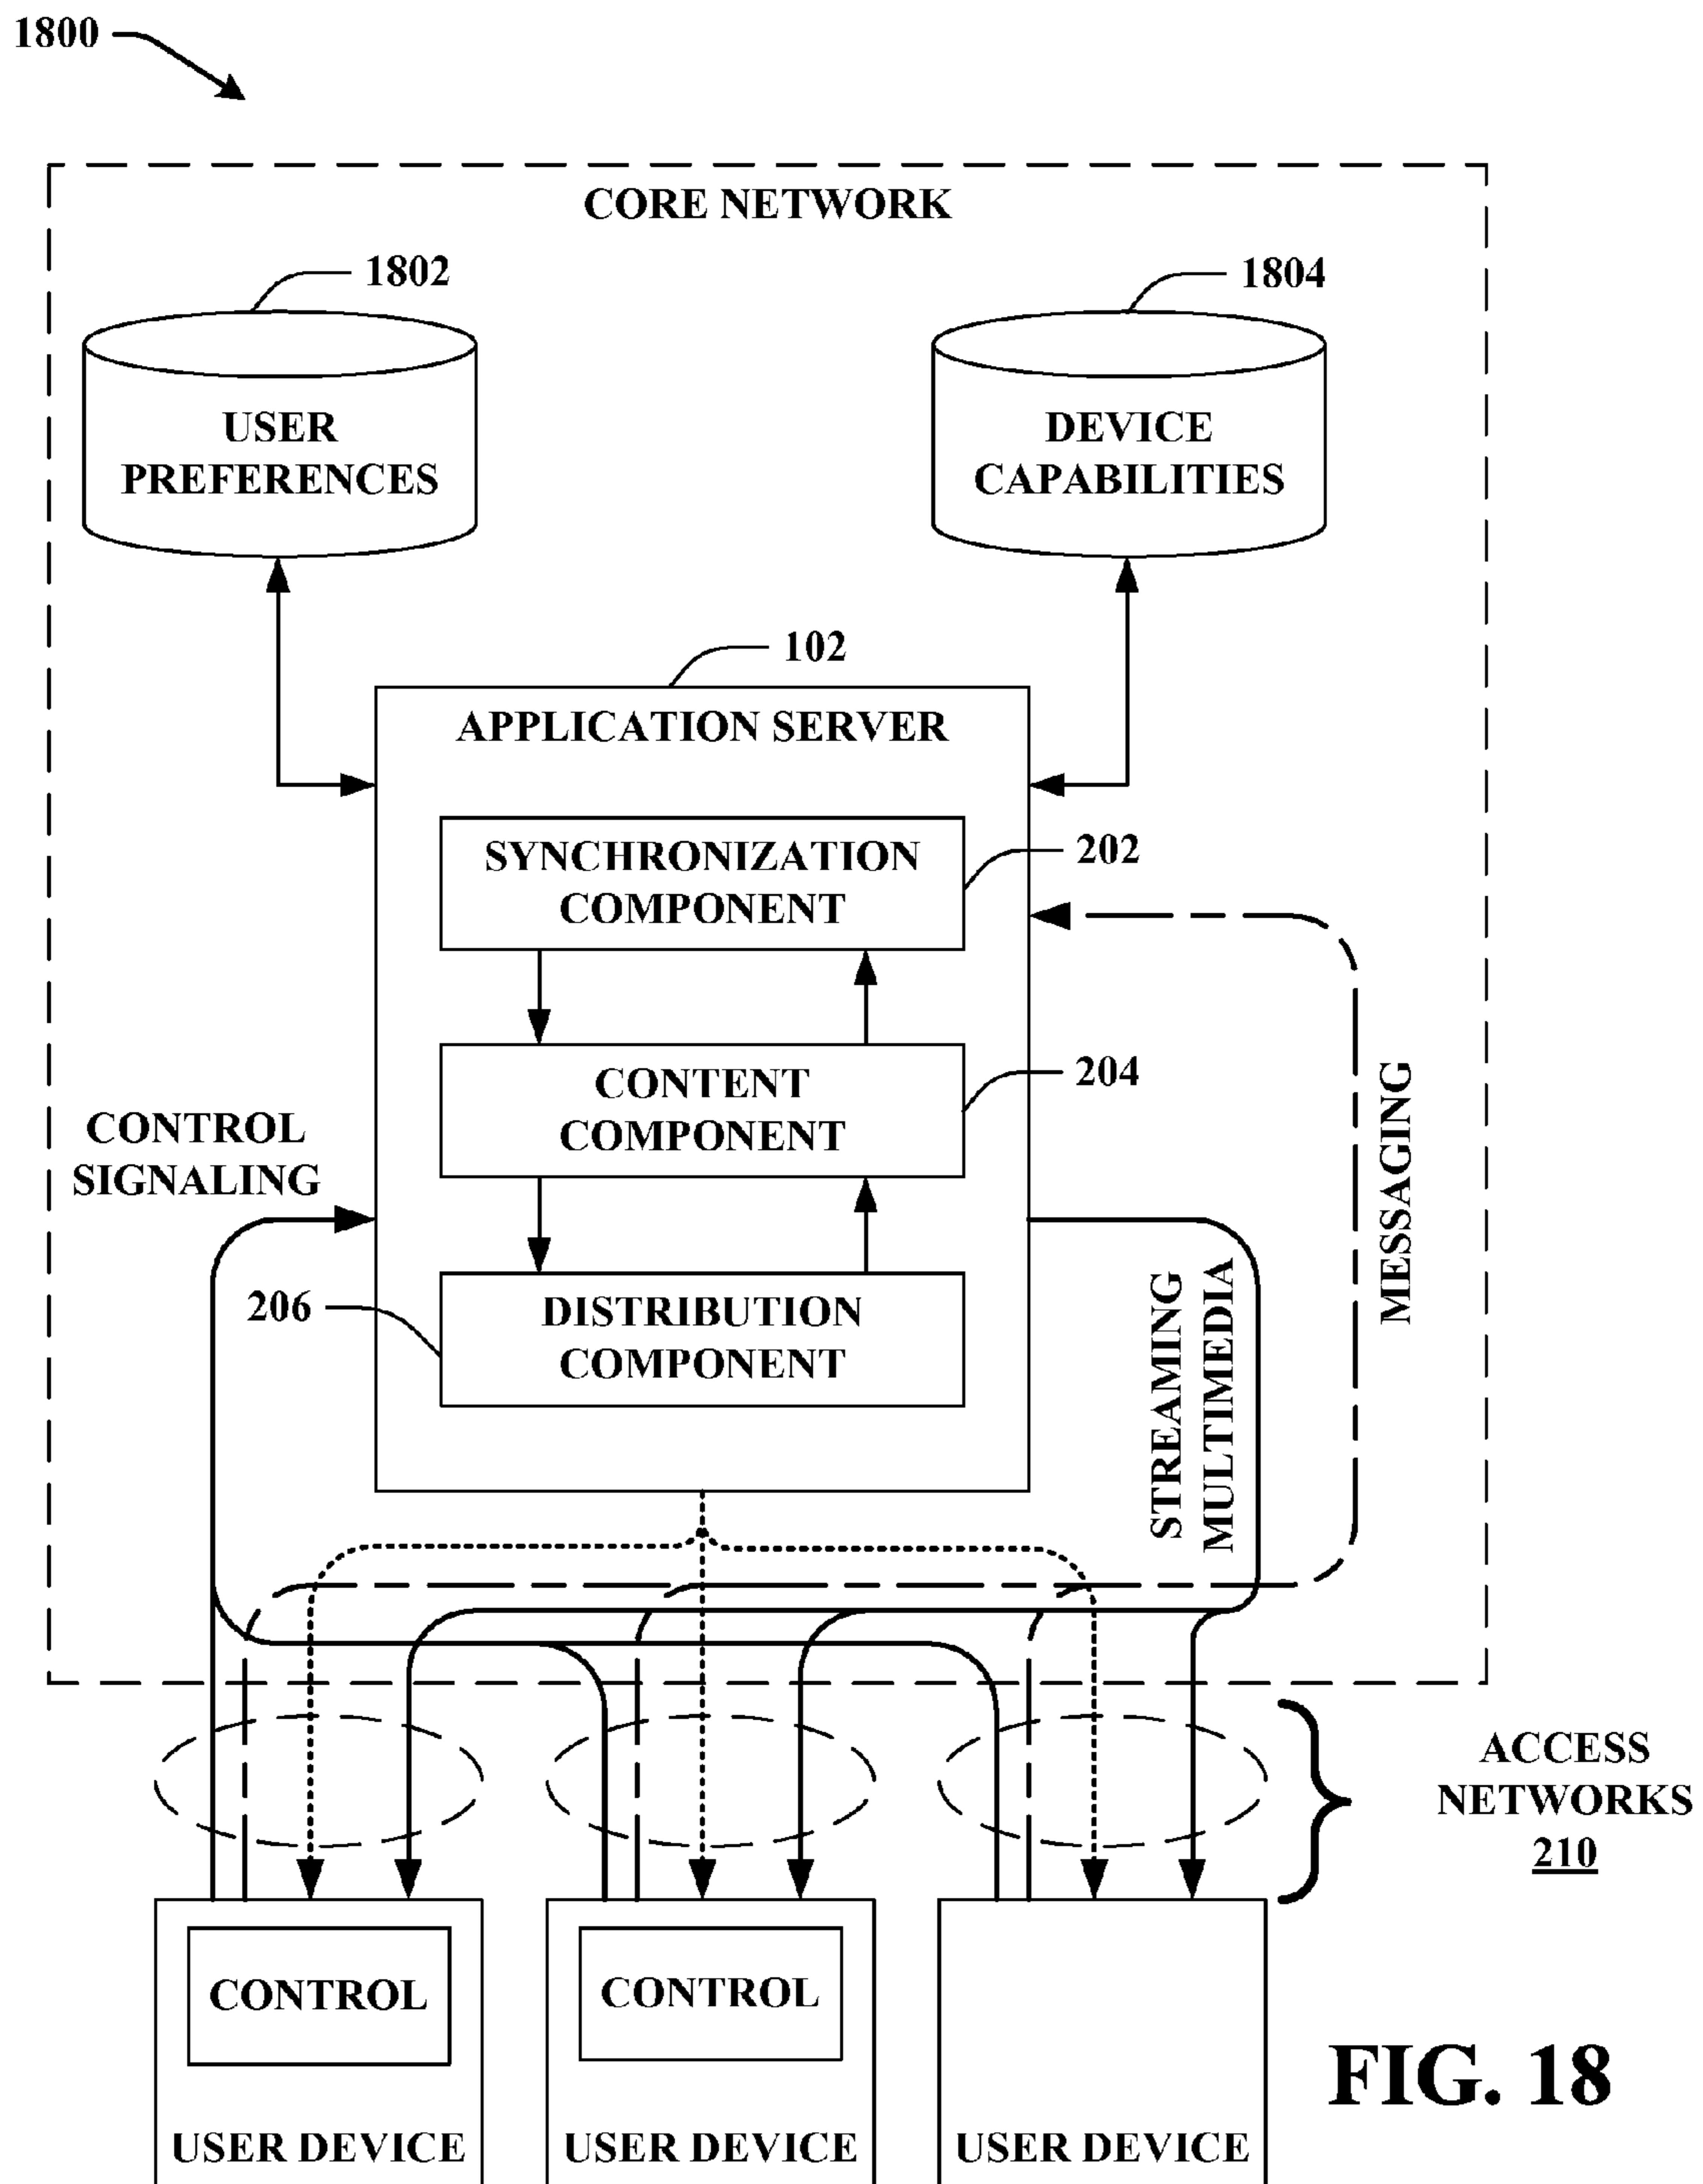 1800
CORE NETWORK
1802
1804
USER
PREFERENCES
DEVICE
CAPABILITIES
102
APPLICATION SERVER
SYNCHRONIZATION
COMPONENT
202
CONTENT
COMPONENT
204
CONTROL
SIGNALING
MESSAGING
206
DISTRIBUTION
COMPONENT
STREAMING
MULTIMEDIA
ACCESS
NETWORKS
210
CONTROL
CONTROL
USER DEVICE
USER DEVICE
USER DEVICE
FIG. 18